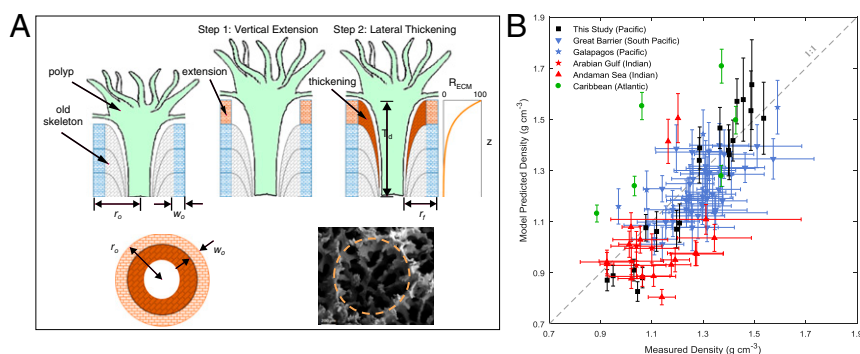 A
Step 1: Vertical Extension
Step 2: Lateral Thickening
polyp
extension
thickening
R_ECM
0 100
old
skeleton
T_d
z
r_o
w_o
r_f
r_o
w_o
B
1.9
1.7
1.5
1.3
1.1
0.9
0.7
Model Predicted Density (g cm⁻³)
This Study (Pacific)
Great Barrier (South Pacific)
Galapagos (Pacific)
Arabian Gulf (Indian)
Andaman Sea (Indian)
Caribbean (Atlantic)
1:1
0.7 0.9 1.1 1.3 1.5 1.7 1.9
Measured Density (g cm⁻³)